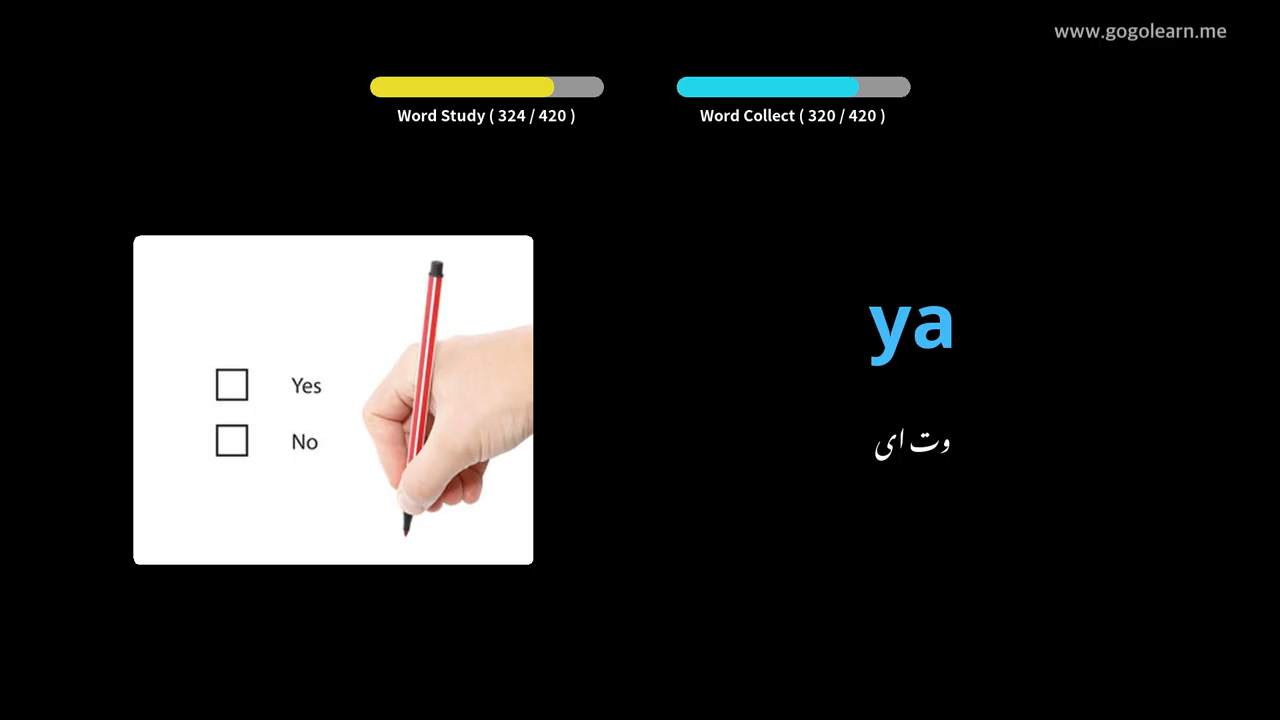 www.gogolearn.me
Word Study ( 324 / 420 )
Word Collect ( 320 / 420 )
Yes
No
ya
وت ای